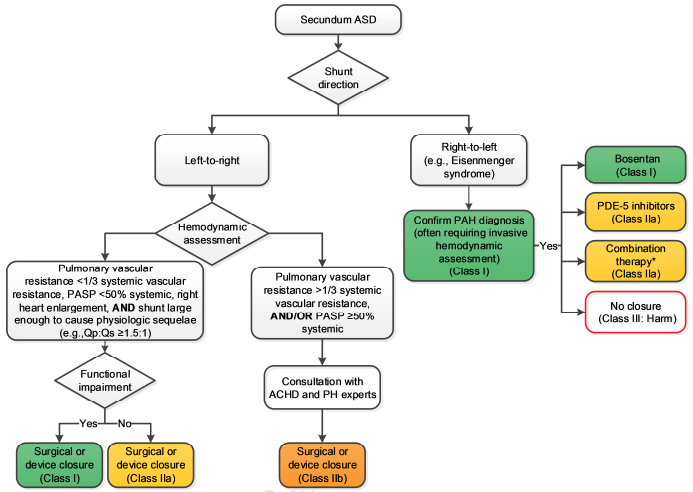 Secundum ASD
Shunt
direction
Left-to-right
Right-to-left
(e.g., Eisenmenger
syndrome)
Hemodynamic
assessment
Confirm PAH diagnosis
(often requiring invasive
hemodynamic
assessment)
(Class I)
Yes
Bosentan
(Class I)
PDE-5 inhibitors
(Class IIa)
Combination
therapy*
(Class IIa)
No closure
(Class III: Harm)
Pulmonary vascular
resistance <1/3 systemic vascular
resistance, PASP <50% systemic, right
heart enlargement, AND shunt large
enough to cause physiologic sequelae
(e.g.,Qp:Qs ≥1.5:1)
Pulmonary vascular
resistance >1/3 systemic
vascular resistance,
AND/OR PASP ≥50%
systemic
Functional
impairment
Consultation with
ACHD and PH experts
Yes
No
Surgical or
device closure
(Class I)
Surgical or
device closure
(Class IIa)
Surgical or
device closure
(Class IIb)